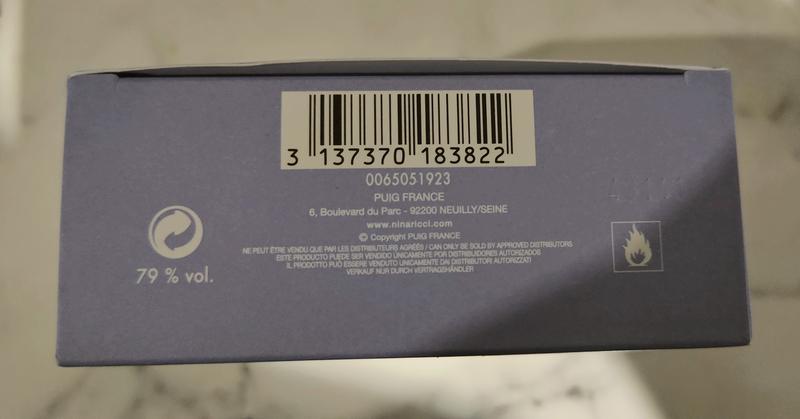 3 137370 183822
0065051923
PUIG FRANCE
6, Boulevard du Parc - 92200 NEUILLY/SEINE
www.ninaricci.com
© Copyright PUIG FRANCE
NE PEUT ÊTRE VENDU QUE PAR LES DISTRIBUTEURS AGRÉÉS / CAN ONLY BE SOLD BY APPROVED DISTRIBUTORS
ESTE PRODUCTO PUEDE SER VENDIDO ÚNICAMENTE POR DISTRIBUIDORES AUTORIZADOS
IL PRODOTTO PUÒ ESSERE VENDUTO UNICAMENTE DAI DISTRIBUTORI AUTORIZZATI
VERKAUF NUR DURCH VERTRAGSHÄNDLER
79 % vol.